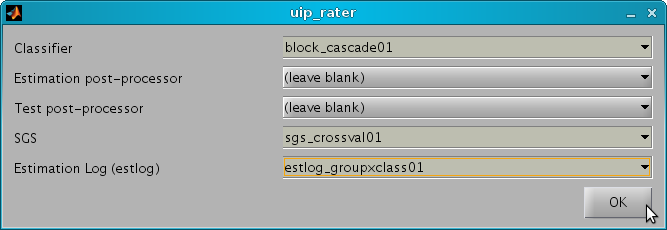 uip_rater
Classifier block_cascade01
Estimation post-processor (leave blank)
Test post-processor (leave blank)
SGS sgs_crossval01
Estimation Log (estlog) estlog_groupxclass01
OK